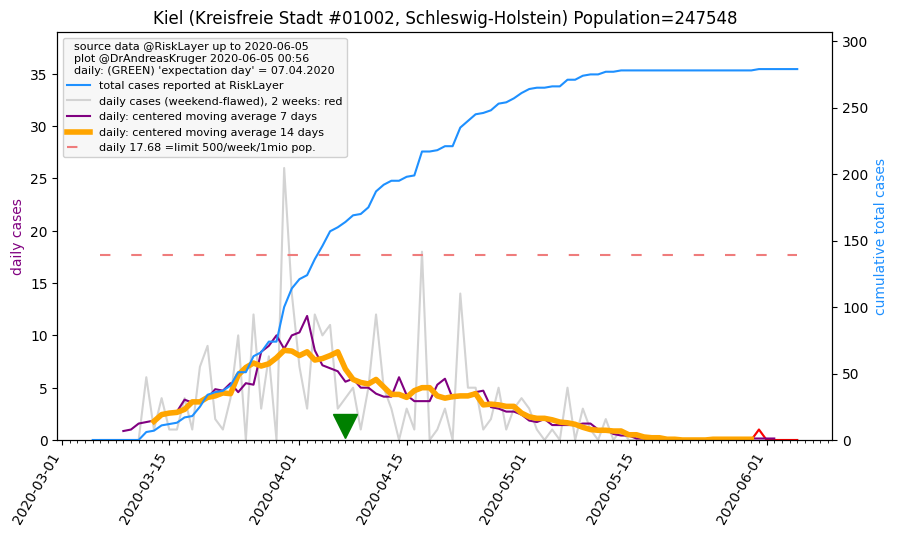 Kiel (Kreisfreie Stadt #01002, Schleswig-Holstein) Population=247548
source data @RiskLayer up to 2020-06-05
plot @DrAndreasKruger 2020-06-05 00:56
daily: (GREEN) 'expectation day' = 07.04.2020
total cases reported at RiskLayer
daily cases (weekend-flawed), 2 weeks: red
daily: centered moving average 7 days
daily: centered moving average 14 days
daily 17.68 =limit 500/week/1mio pop.
daily cases
35
30
25
20
15
10
5
0
cumulative total cases
300
250
200
150
100
50
0
2020-03-01
2020-03-15
2020-04-01
2020-04-15
2020-05-01
2020-05-15
2020-06-01